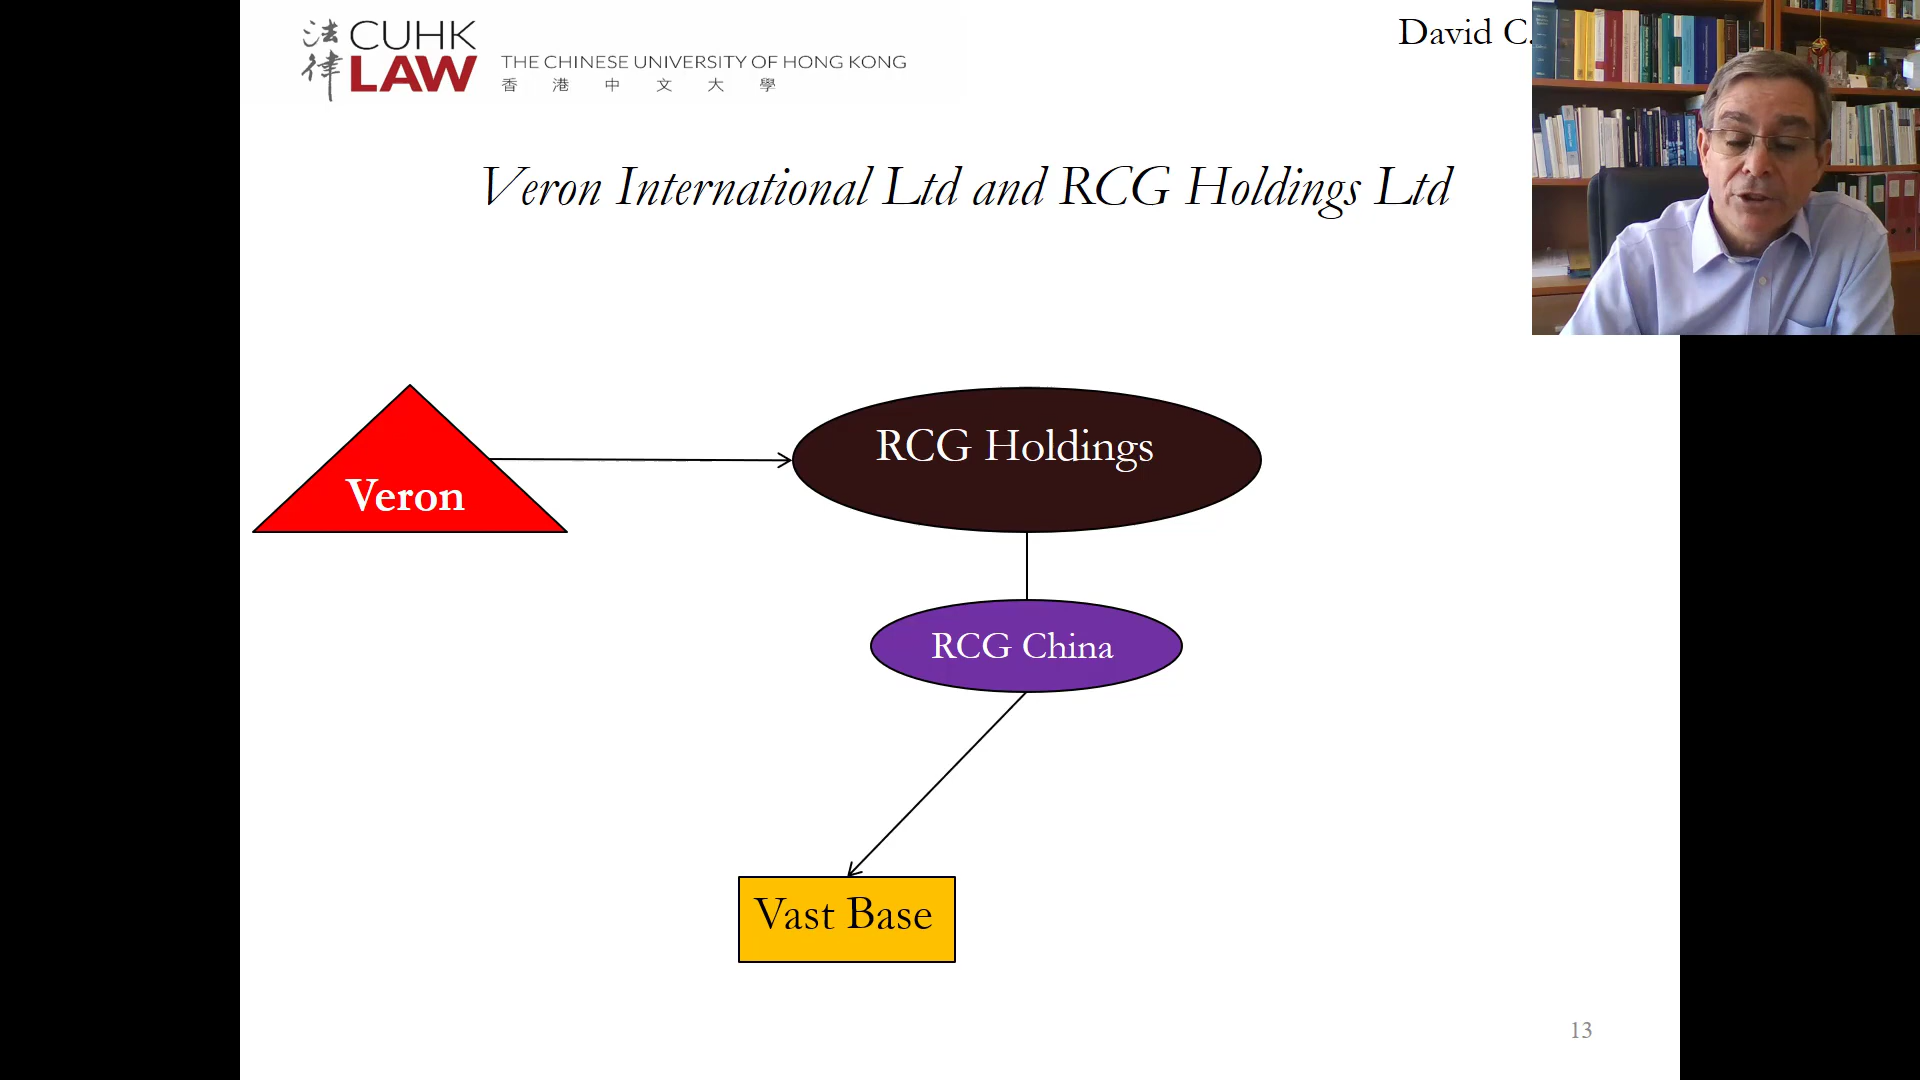 法律
CUHK
LAW
THE CHINESE UNIVERSITY OF HONG KONG
香港中文大學
David C.
Veron International Ltd and RCG Holdings Ltd
Veron
RCG Holdings
RCG China
Vast Base
13